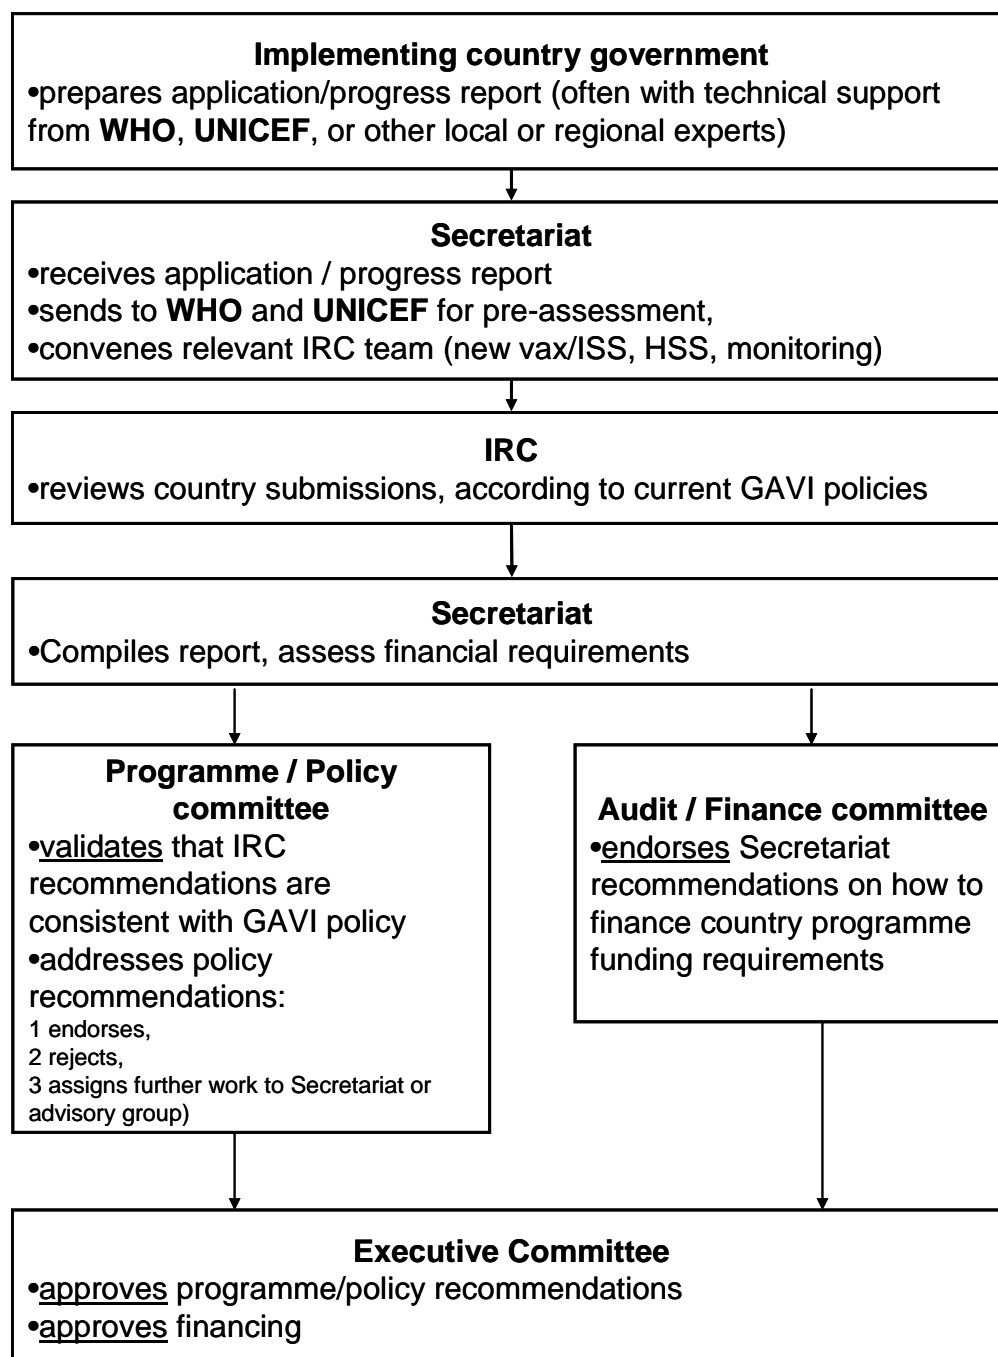 Implementing country government
•prepares application/progress report (often with technical support
from WHO, UNICEF, or other local or regional experts)
Secretariat
•receives application / progress report
•sends to WHO and UNICEF for pre-assessment,
•convenes relevant IRC team (new vax/ISS, HSS, monitoring)
IRC
•reviews country submissions, according to current GAVI policies
Secretariat
•Compiles report, assess financial requirements
Programme / Policy
committee
•validates that IRC
recommendations are
consistent with GAVI policy
•addresses policy
recommendations:
1 endorses,
2 rejects,
3 assigns further work to Secretariat or
advisory group)
Audit / Finance committee
•endorses Secretariat
recommendations on how to
finance country programme
funding requirements
Executive Committee
•approves programme/policy recommendations
•approves financing